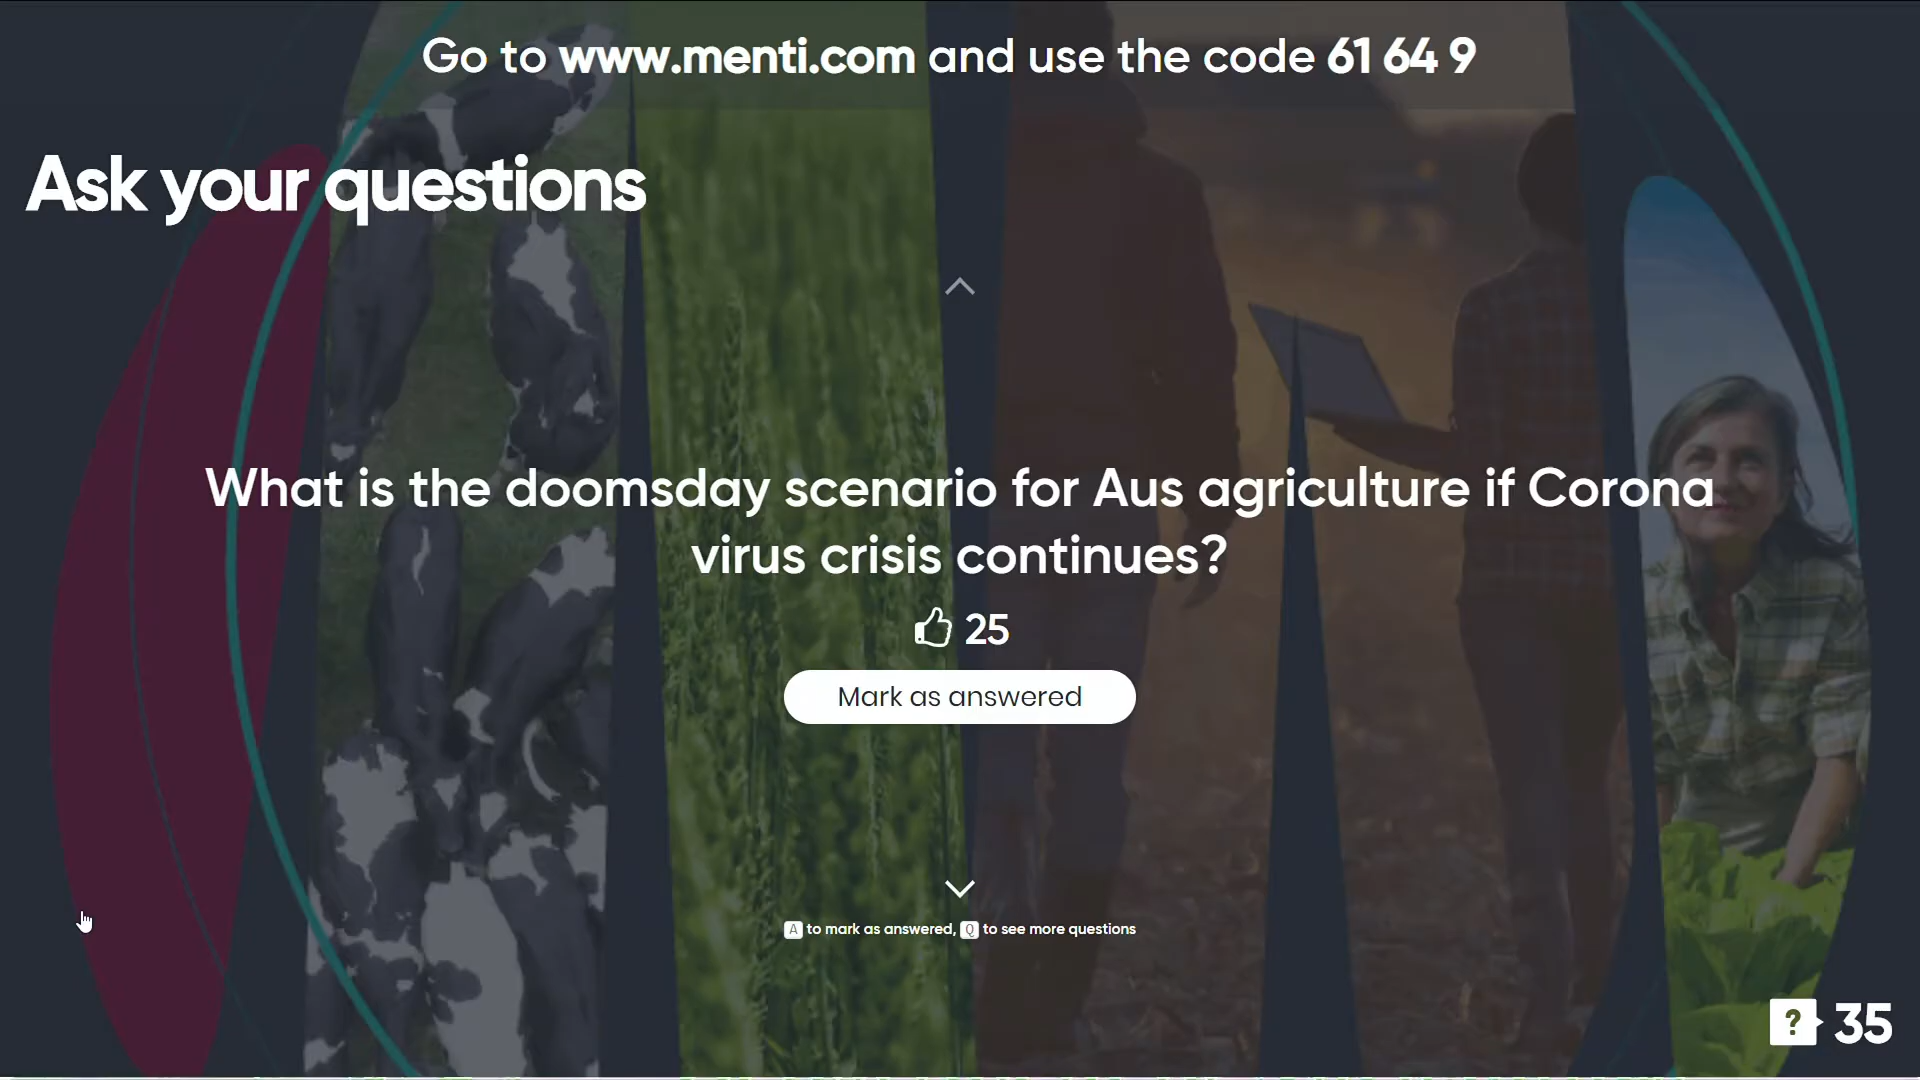 Go to www.menti.com and use the code 61 64 9
Ask your questions
What is the doomsday scenario for Aus agriculture if Corona
virus crisis continues?
25
Mark as answered
A to mark as answered, Q to see more questions
? 35